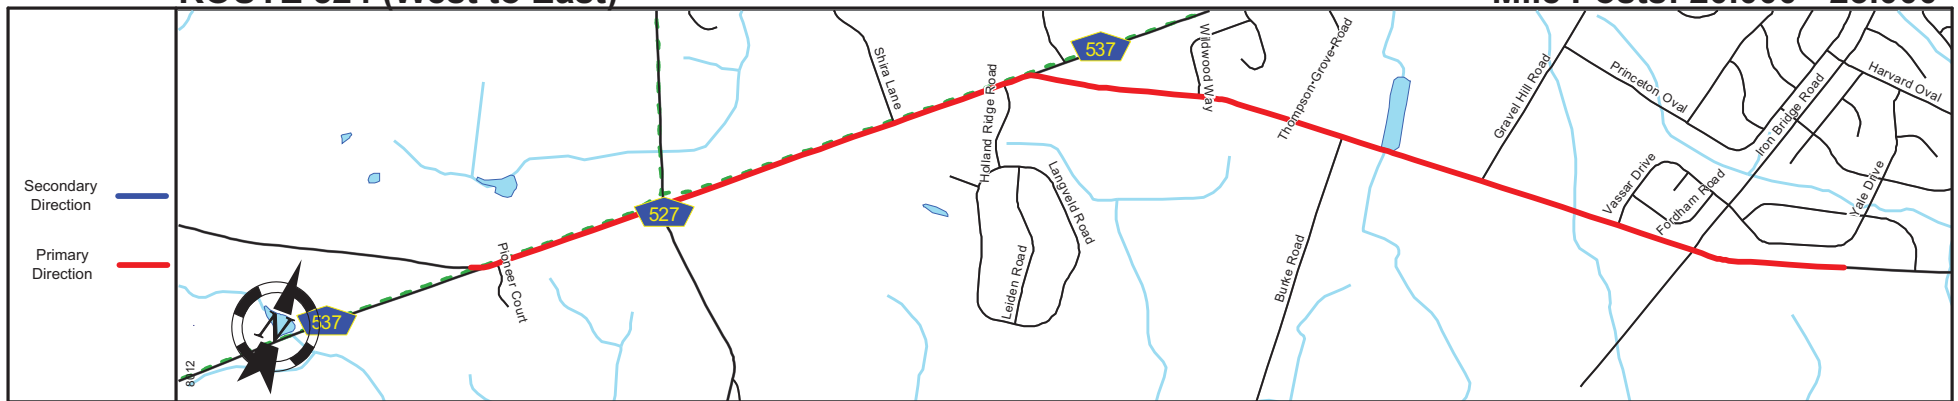 Secondary
Direction
Primary
Direction
537
527
537
8012
N
Pioneer Court
Shira Lane
Holland Ridge Road
Langveld Road
Leiden Road
Wildwood Way
Thompson-Grove-Road
Burke Road
Gravel Hill Road
Princeton Oval
Iron Bridge Road
Harvard Oval
Vassar Drive
Fordham Road
Yale Drive